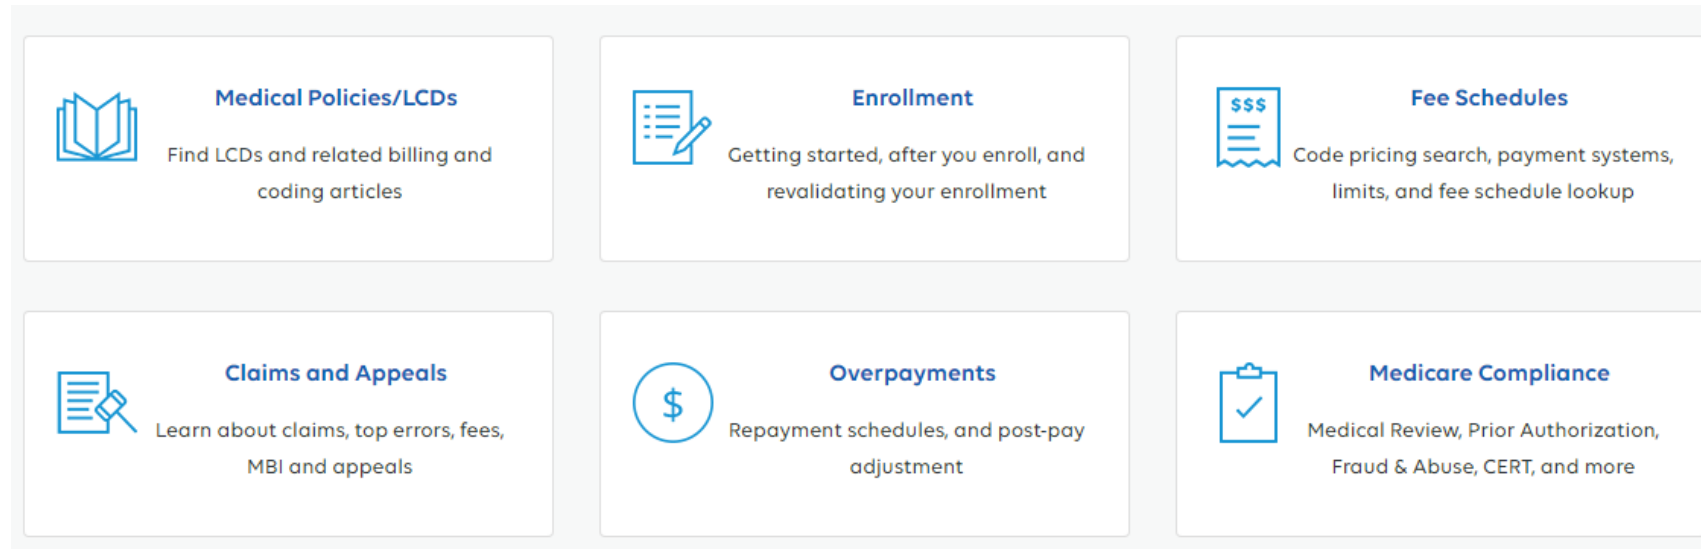 Medical Policies/LCDs
Find LCDs and related billing and
coding articles
Enrollment
Getting started, after you enroll, and
revalidating your enrollment
$$$
Fee Schedules
Code pricing search, payment systems,
limits, and fee schedule lookup
Claims and Appeals
Learn about claims, top errors, fees,
MBI and appeals
$
Overpayments
Repayment schedules, and post-pay
adjustment
Medicare Compliance
Medical Review, Prior Authorization,
Fraud & Abuse, CERT, and more